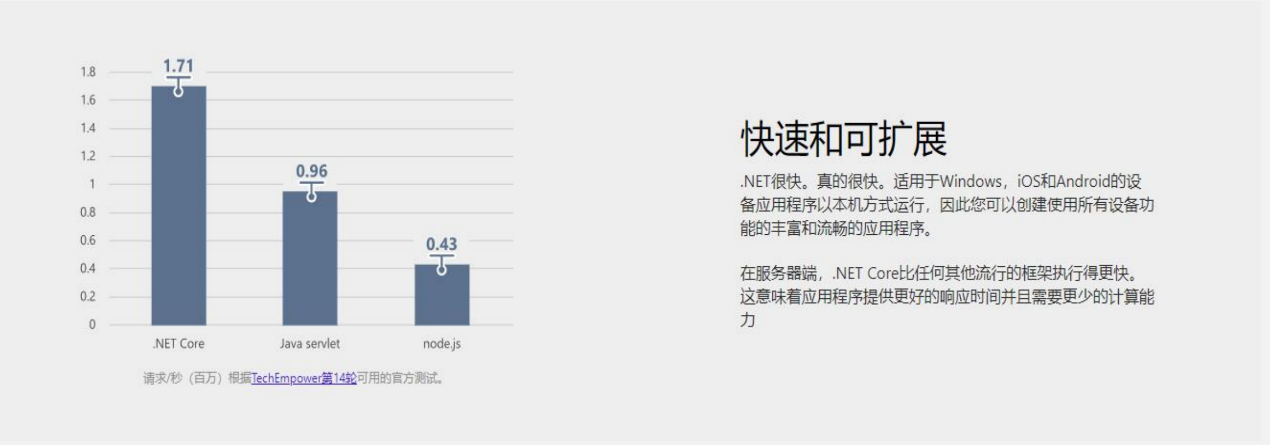 1.71
1.8
1.6
1.4
1.2
0.96
1
0.8
0.6
0.43
0.4
0.2
0
.NET Core
Java servlet
node.js
请求/秒（百万）根据TechEmpower第14轮可用的官方测试。
快速和可扩展
.NET很快。真的很快。适用于Windows，iOS和Android的设
备应用程序以本机方式运行，因此您可以创建使用所有设备功
能的丰富和流畅的应用程序。
在服务器端，.NET Core比任何其他流行的框架执行得更快。
这意味着应用程序提供更好的响应时间并且需要更少的计算能
力